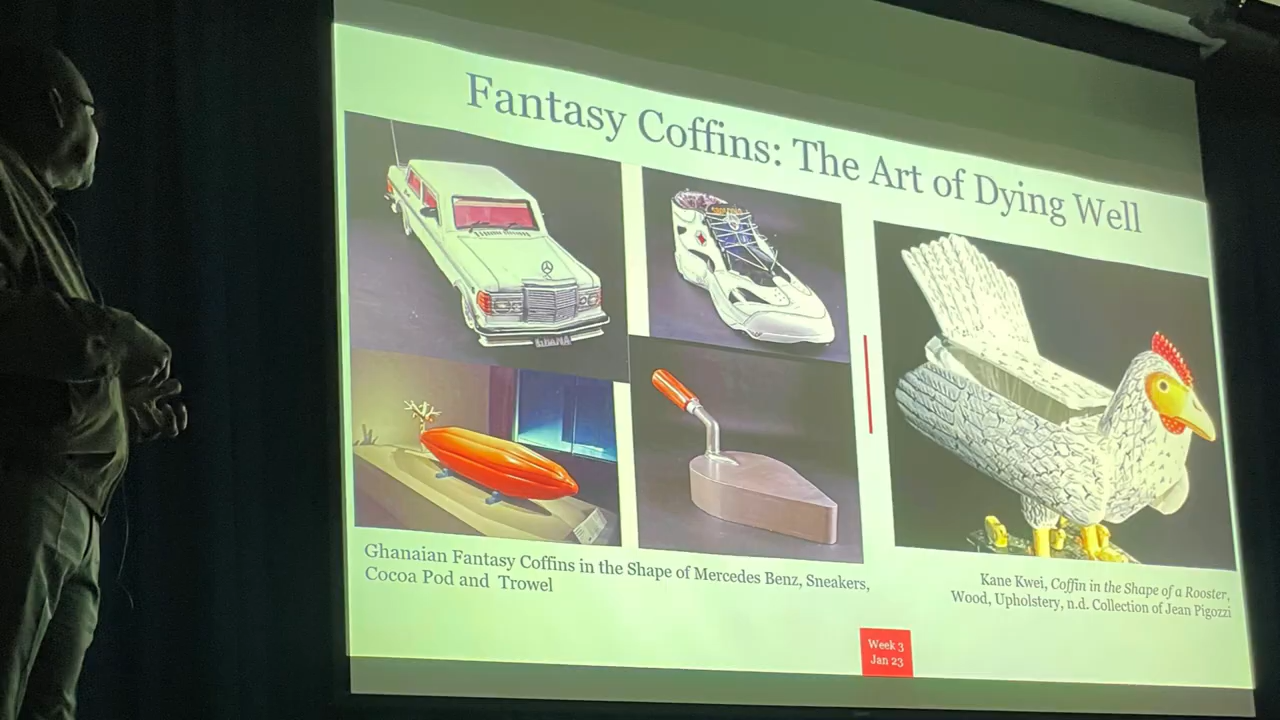 Fantasy Coffins: The Art of Dying Well
Ghanaian Fantasy Coffins in the Shape of Mercedes Benz, Sneakers,
Cocoa Pod and Trowel
Kane Kwei, Coffin in the Shape of a Rooster,
Wood, Upholstery, n.d. Collection of Jean Pigozzi
Week 3
Jan 23